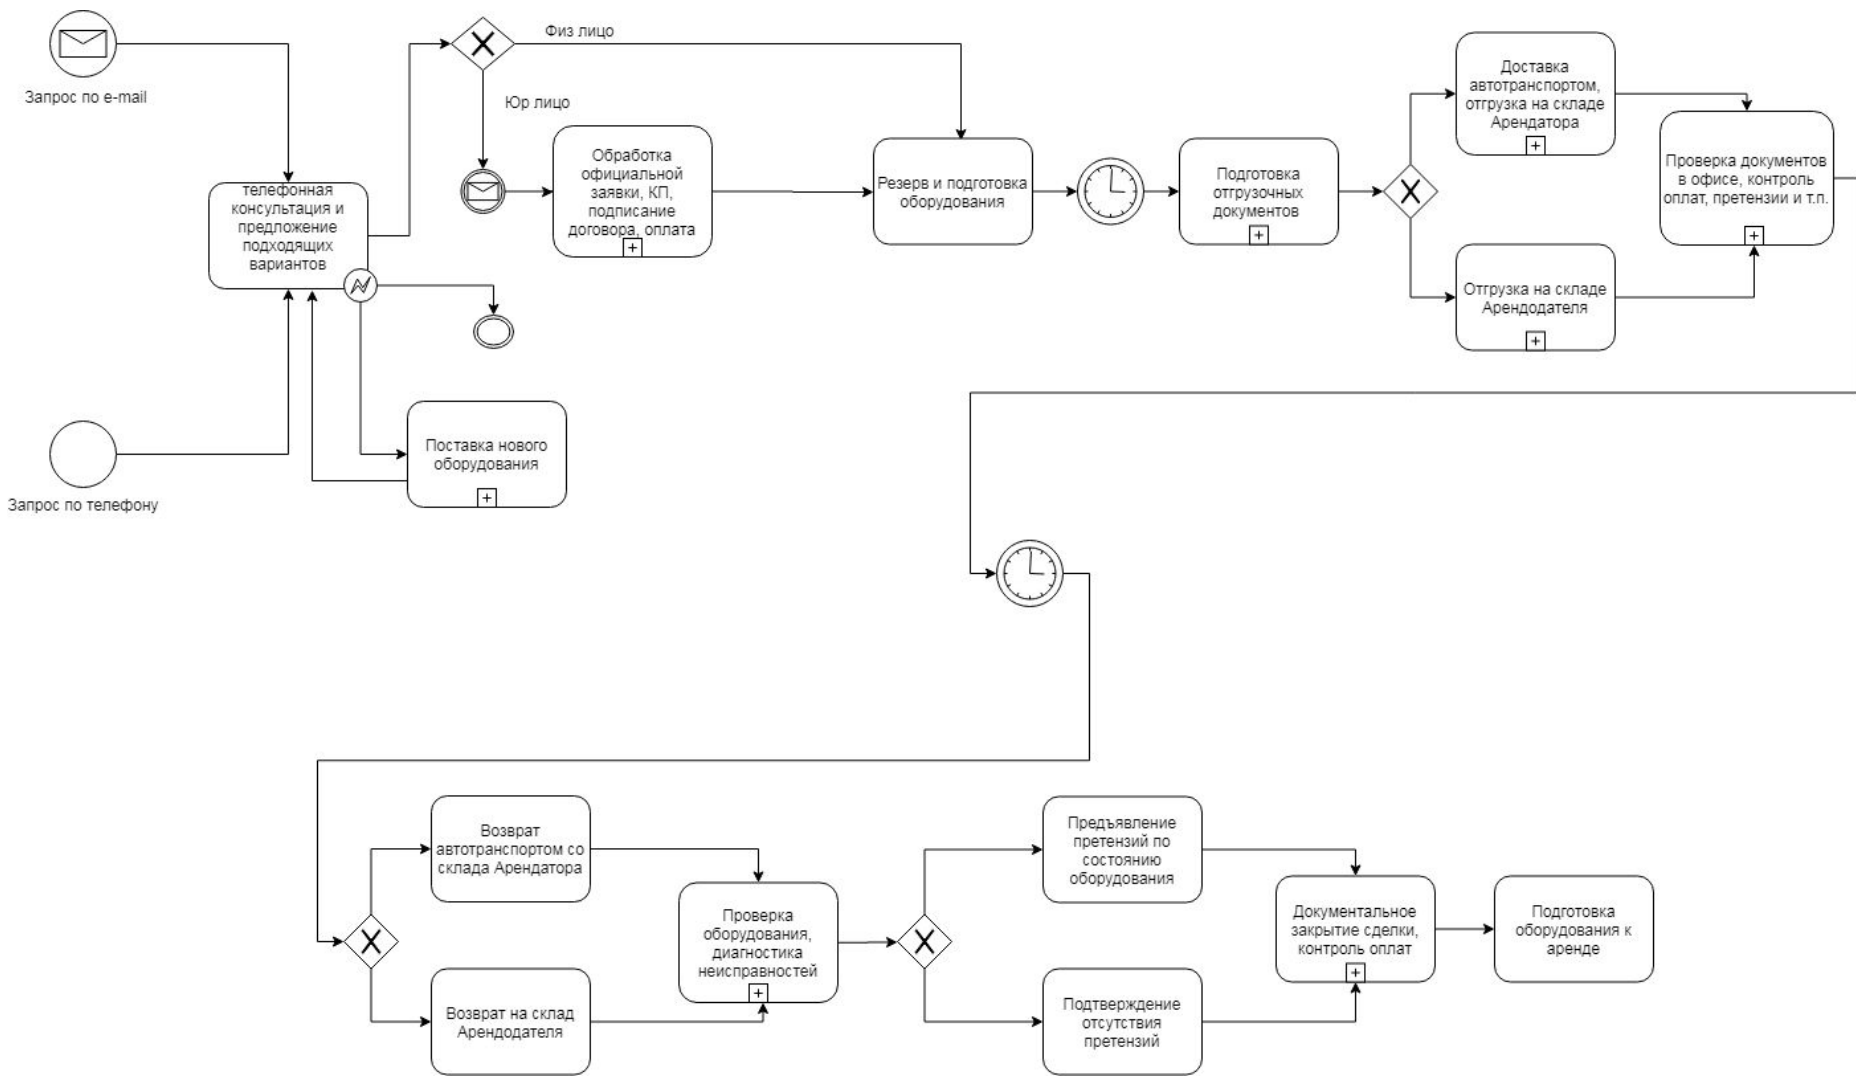 Запрос по e-mail
Физ лицо
Юр лицо
телефонная
консультация и
предложение
подходящих
вариантов
Обработка
официальной
заявки, КП,
подписание
договора, оплата
Резерв и подготовка
оборудования
Подготовка
отгрузочных
документов
Доставка
автотранспортом,
отгрузка на складе
Арендатора
Проверка документов
в офисе, контроль
оплат, претензии и т.п.
Отгрузка на складе
Арендодателя
Поставка нового
оборудования
Запрос по телефону
Возврат
автотранспортом со
склада Арендатора
Возврат на склад
Арендодателя
Проверка
оборудования,
диагностика
неисправностей
Предъявление
претензий по
состоянию
оборудования
Подтверждение
отсутствия
претензий
Документальное
закрытие сделки,
контроль оплат
Подготовка
оборудования к
аренде